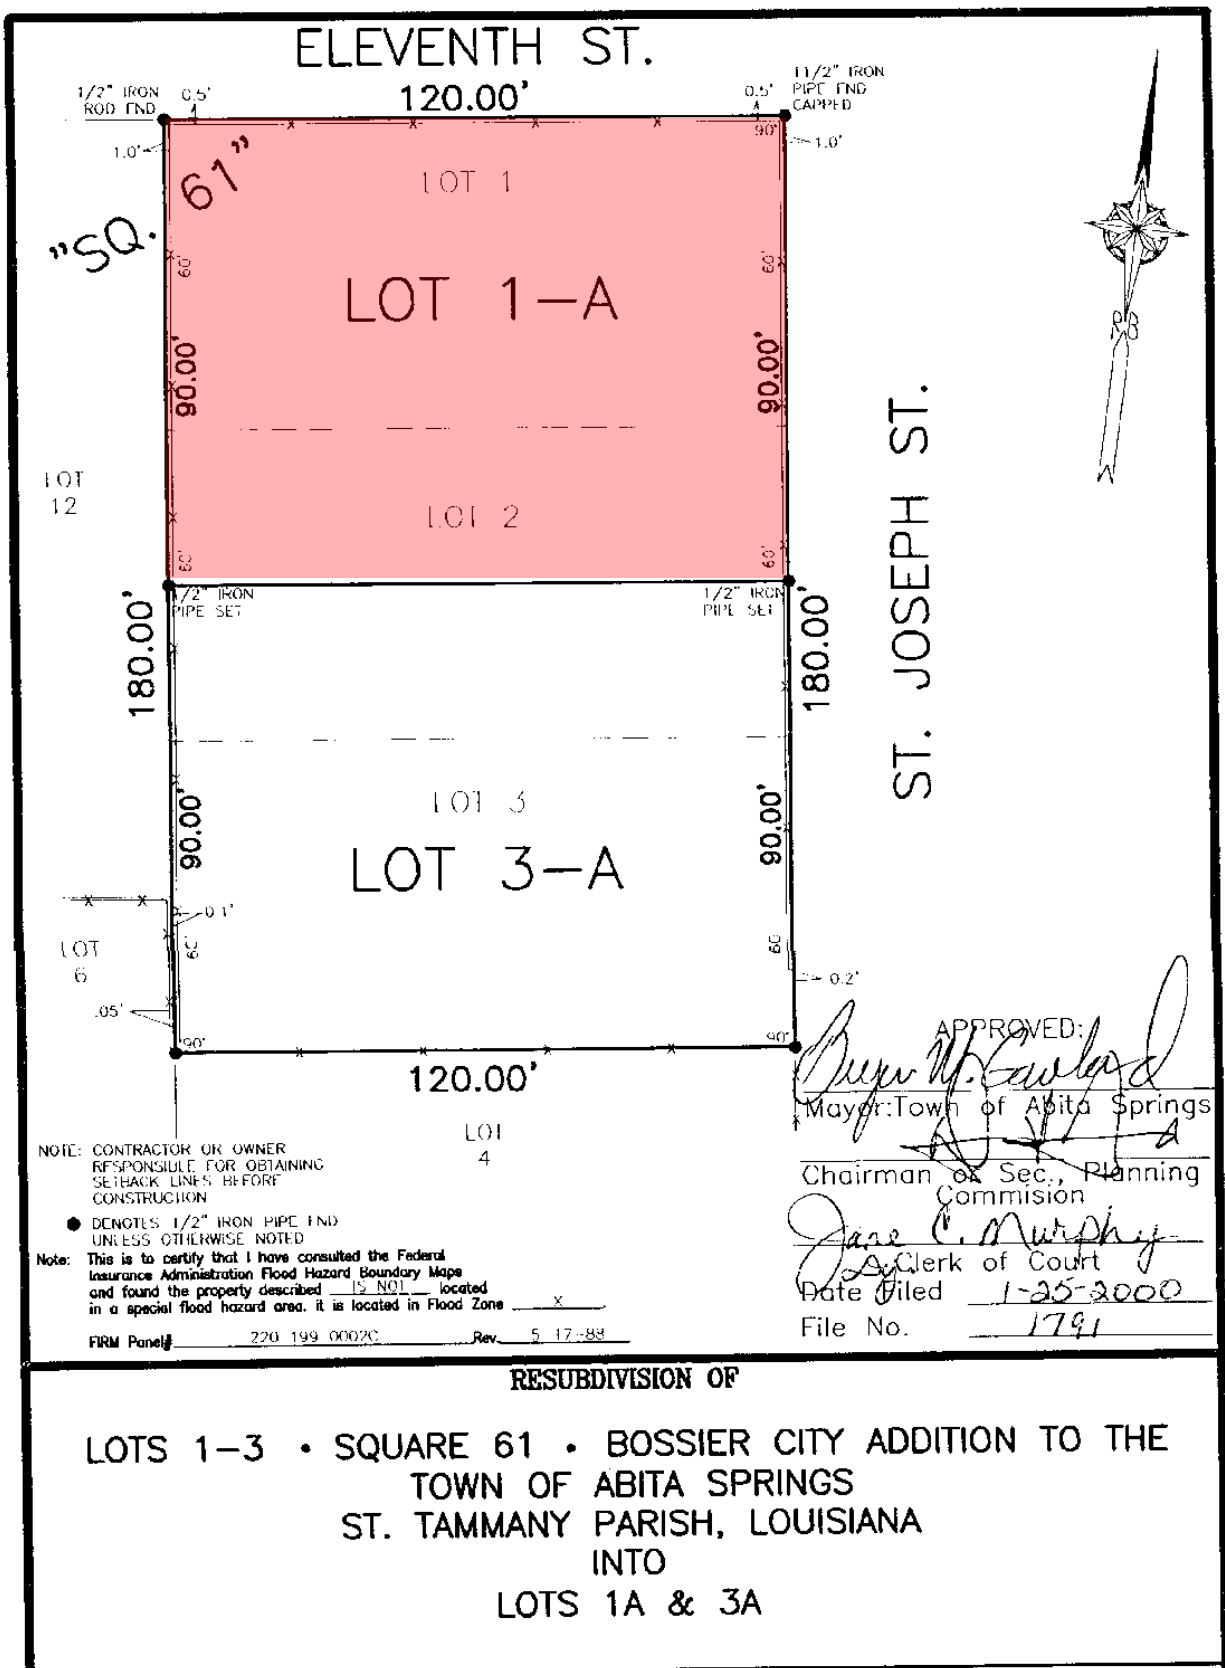 ELEVENTH ST.
1/2" IRON
ROD FND
0.5'
120.00'
0.5'
11/2" IRON
PIPE FND
CAPPED
90'
1.0'
1.0'
"SQ. 61"
LOT 1
60'
60'
LOT 1-A
90.00'
90.00'
LOT
12
LOT 2
60'
60'
1/2" IRON
PIPE SET
1/2" IRON
PIPE SET
RB
ST. JOSEPH ST.
180.00'
180.00'
LOT 3
90.00'
90.00'
LOT 3-A
0.1'
LOT
6
60'
60
0.2'
.05'
90'
90'
120.00'
LOT
4
NOTE: CONTRACTOR OR OWNER
RESPONSIBLE FOR OBTAINING
SETBACK LINES BEFORE
CONSTRUCTION
DENOTES 1/2" IRON PIPE FND
UNLESS OTHERWISE NOTED
Note: This is to certify that I have consulted the Federal
Insurance Administration Flood Hazard Boundary Maps
and found the property described IS NOT located
in a special flood hazard area. it is located in Flood Zone X
FIRM Panel# 220 199 0002C Rev. 5-17-88
APPROVED:
Mayor:Town of Abita Springs
Chairman or Sec., Planning
Commision
Jane C. Murphy
Dy Clerk of Court
Date Filed 1-25-2000
File No. 1791
RESUBDIVISION OF
LOTS 1-3 • SQUARE 61 • BOSSIER CITY ADDITION TO THE
TOWN OF ABITA SPRINGS
ST. TAMMANY PARISH, LOUISIANA
INTO
LOTS 1A & 3A